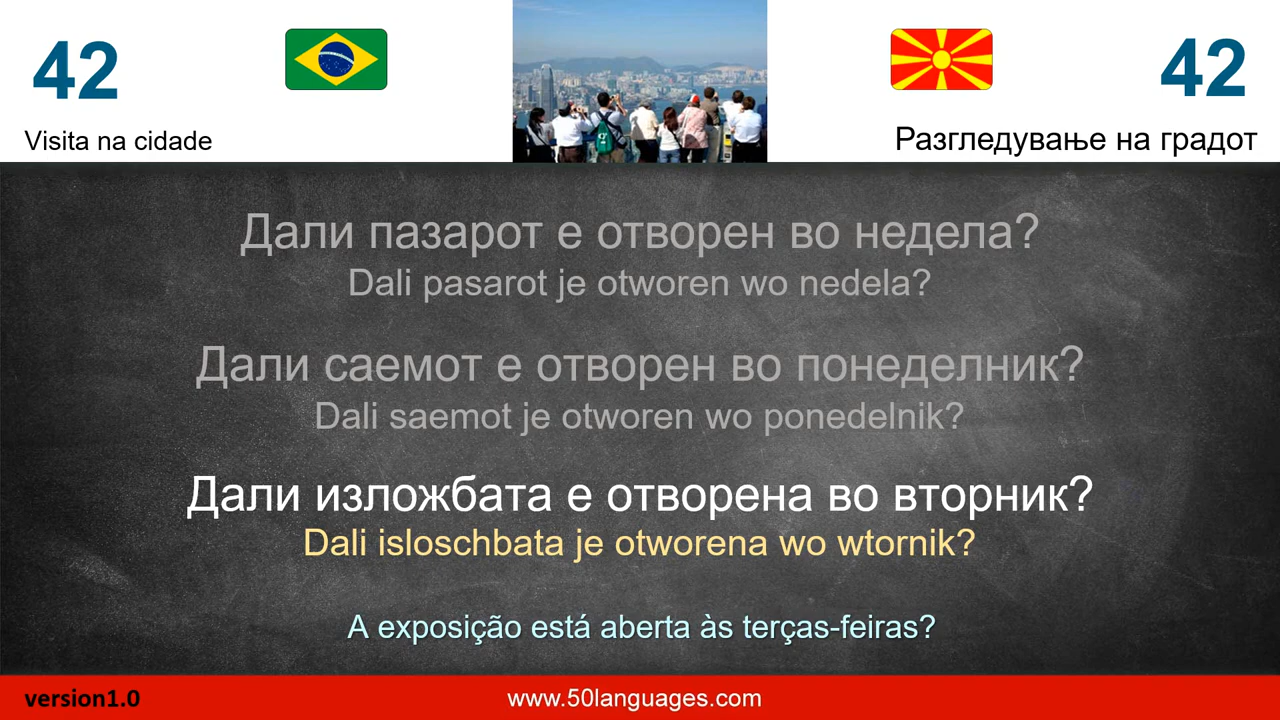 42
42
Visita na cidade
Разгледување на градот
Дали пазарот е отворен во недела?
Dali pasarot je otworen wo nedela?
Дали саемот е отворен во понеделник?
Dali saemot je otworen wo ponedelnik?
Дали изложбата е отворена во вторник?
Dali isloschbata je otworena wo wtornik?
A exposição está aberta às terças-feiras?
version1.0
www.50languages.com